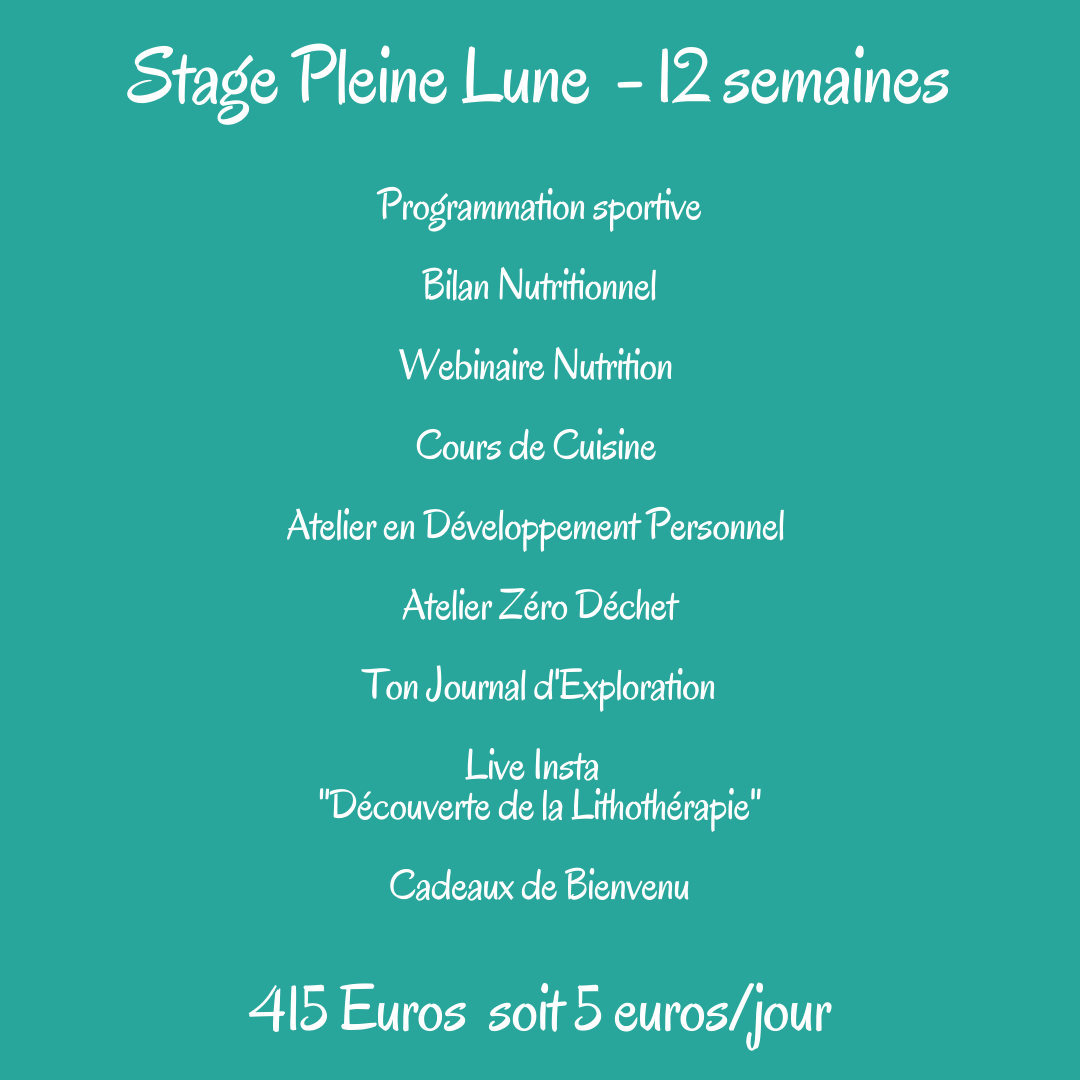 Stage Pleine Lune - 12 semaines
Programmation sportive
Bilan Nutritionnel
Webinaire Nutrition
Cours de Cuisine
Atelier en Développement Personnel
Atelier Zéro Déchet
Ton Journal d'Exploration
Live Insta
"Découverte de la Lithothérapie"
Cadeaux de Bienvenu
415 Euros soit 5 euros/jour